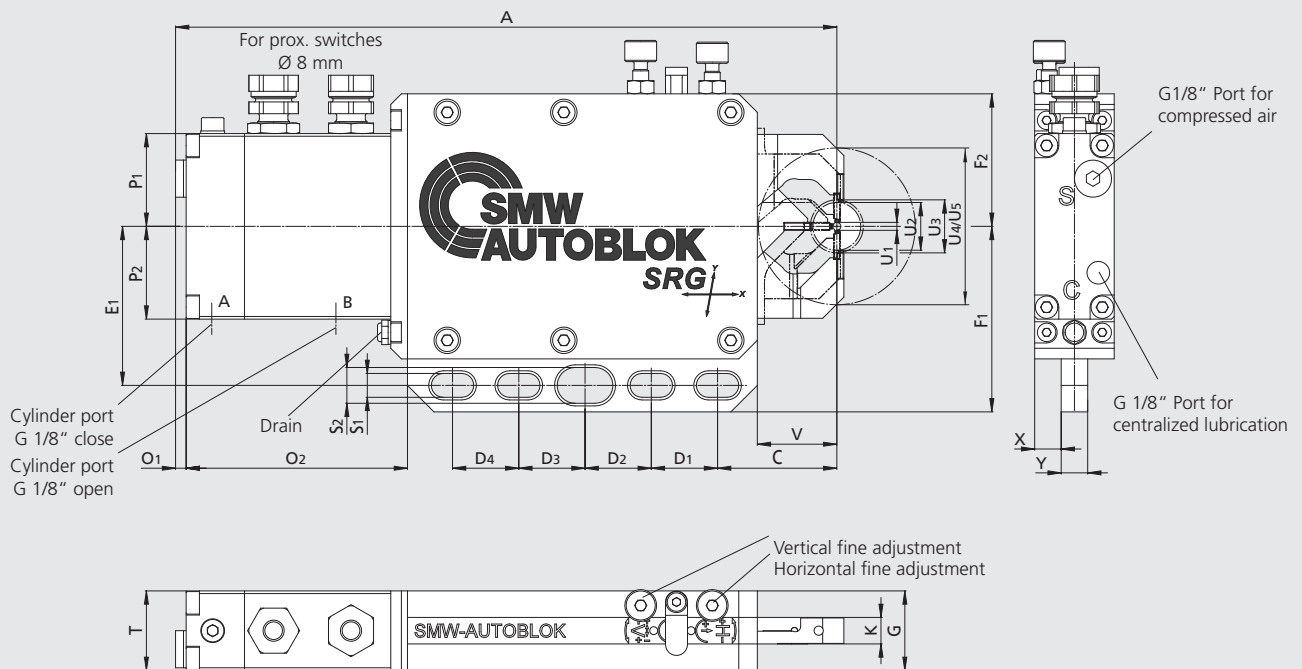 A
For prox. switches
Ø 8 mm
G1/8“ Port for
compressed air
P1
P2
E1
F2
F1
SMW
AUTOBLOK
SRG
Y
X
U1
U2
U3
U4/U5
S
C
A
B
S2
S1
Drain
Cylinder port
G 1/8“ close
Cylinder port
G 1/8“ open
O1
O2
D4
D3
D2
D1
V
C
X
Y
G 1/8“ Port for
centralized lubrication
Vertical fine adjustment
Horizontal fine adjustment
T
SMW-AUTOBLOK
V
H
K
G